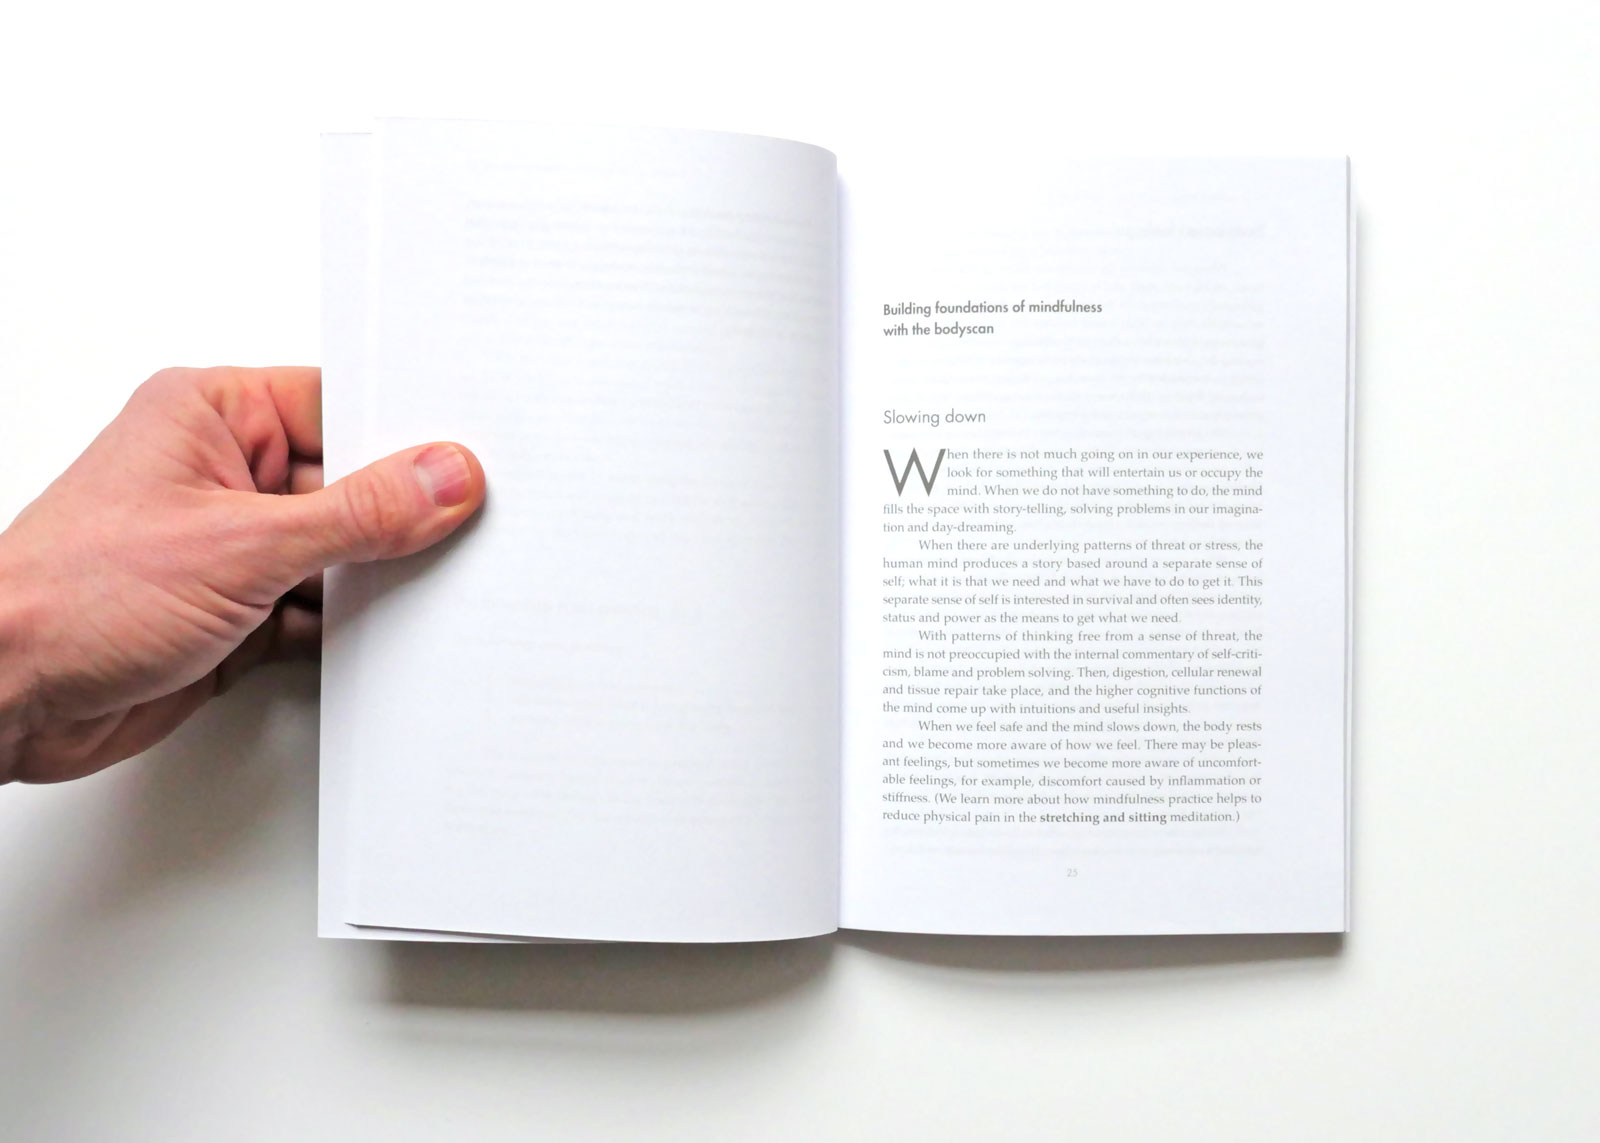 Building foundations of mindfulness
with the bodyscan
Slowing down
When there is not much going on in our experience, we
look for something that will entertain us or occupy the
mind. When we do not have something to do, the mind
fills the space with story-telling, solving problems in our imagina-
tion and day-dreaming.
When there are underlying patterns of threat or stress, the
human mind produces a story based around a separate sense of
self; what it is that we need and what we have to do to get it. This
separate sense of self is interested in survival and often sees identity,
status and power as the means to get what we need.
With patterns of thinking free from a sense of threat, the
mind is not preoccupied with the internal commentary of self-criti-
cism, blame and problem solving. Then, digestion, cellular renewal
and tissue repair take place, and the higher cognitive functions of
the mind come up with intuitions and useful insights.
When we feel safe and the mind slows down, the body rests
and we become more aware of how we feel. There may be pleas-
ant feelings, but sometimes we become more aware of uncomfort-
able feelings, for example, discomfort caused by inflammation or
stiffness. (We learn more about how mindfulness practice helps to
reduce physical pain in the stretching and sitting meditation.)
25